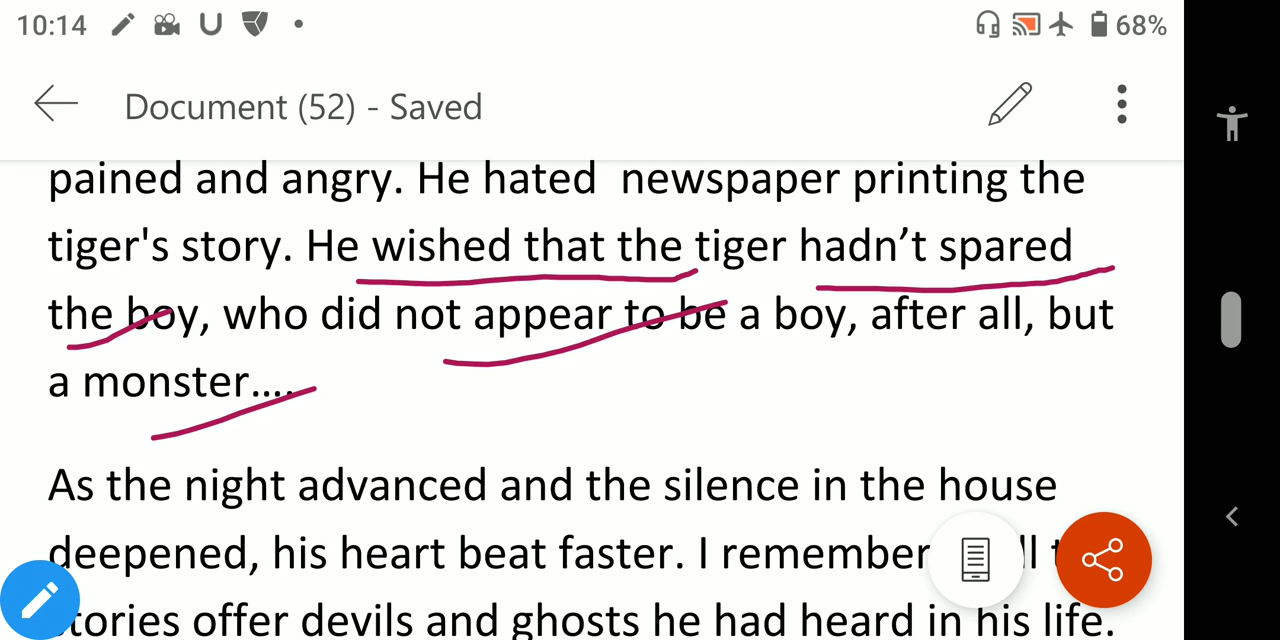 10:14
68%
Document (52) - Saved
pained and angry. He hated newspaper printing the
tiger's story. He wished that the tiger hadn’t spared
the boy, who did not appear to be a boy, after all, but
a monster....
As the night advanced and the silence in the house
deepened, his heart beat faster. I remember
stories offer devils and ghosts he had heard in his life.